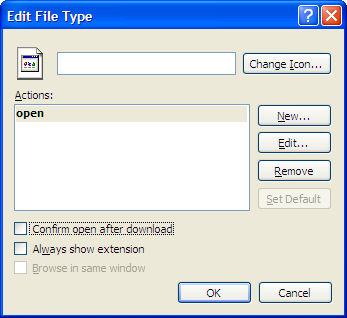 Edit File Type
Change Icon...
Actions:
open
New...
Edit...
Remove
Set Default
Confirm open after download
Always show extension
Browse in same window
OK
Cancel